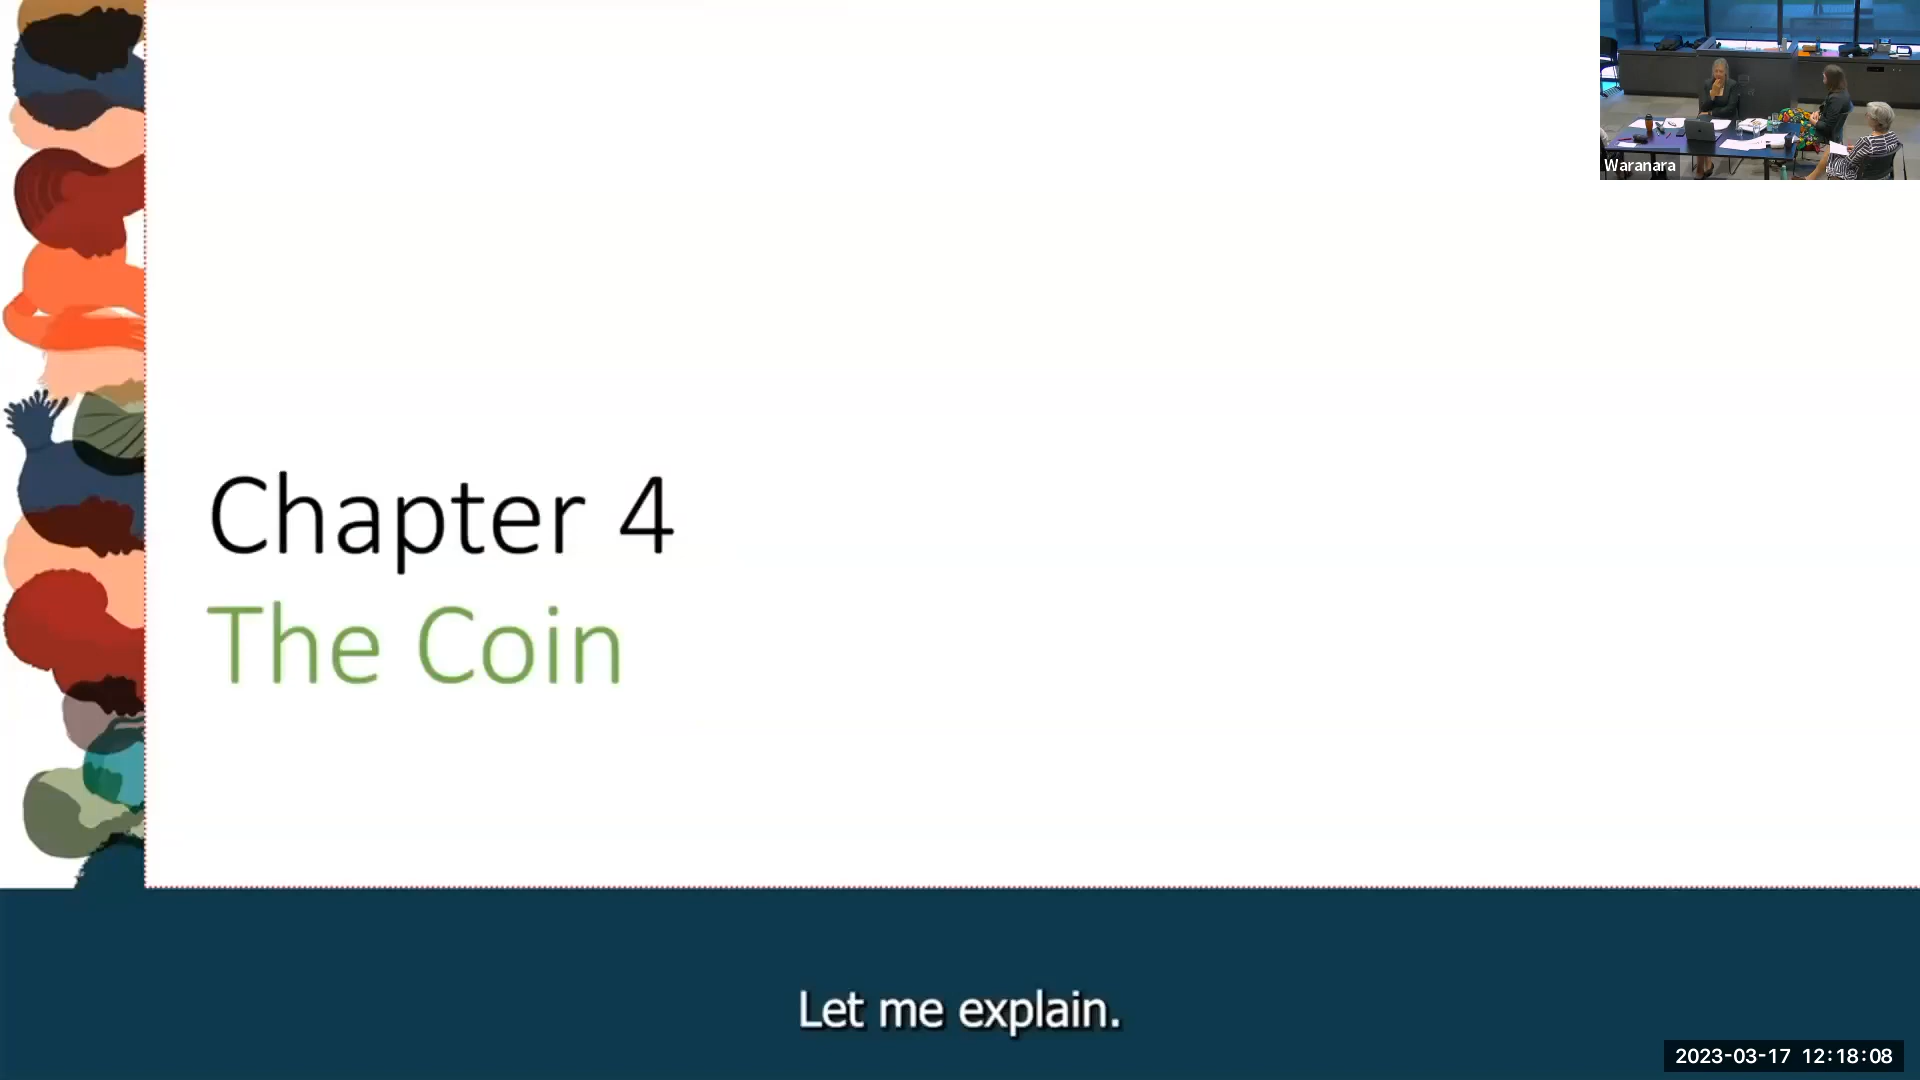 Waranara
Chapter 4
The Coin
Let me explain.
2023-03-17 12:18:08